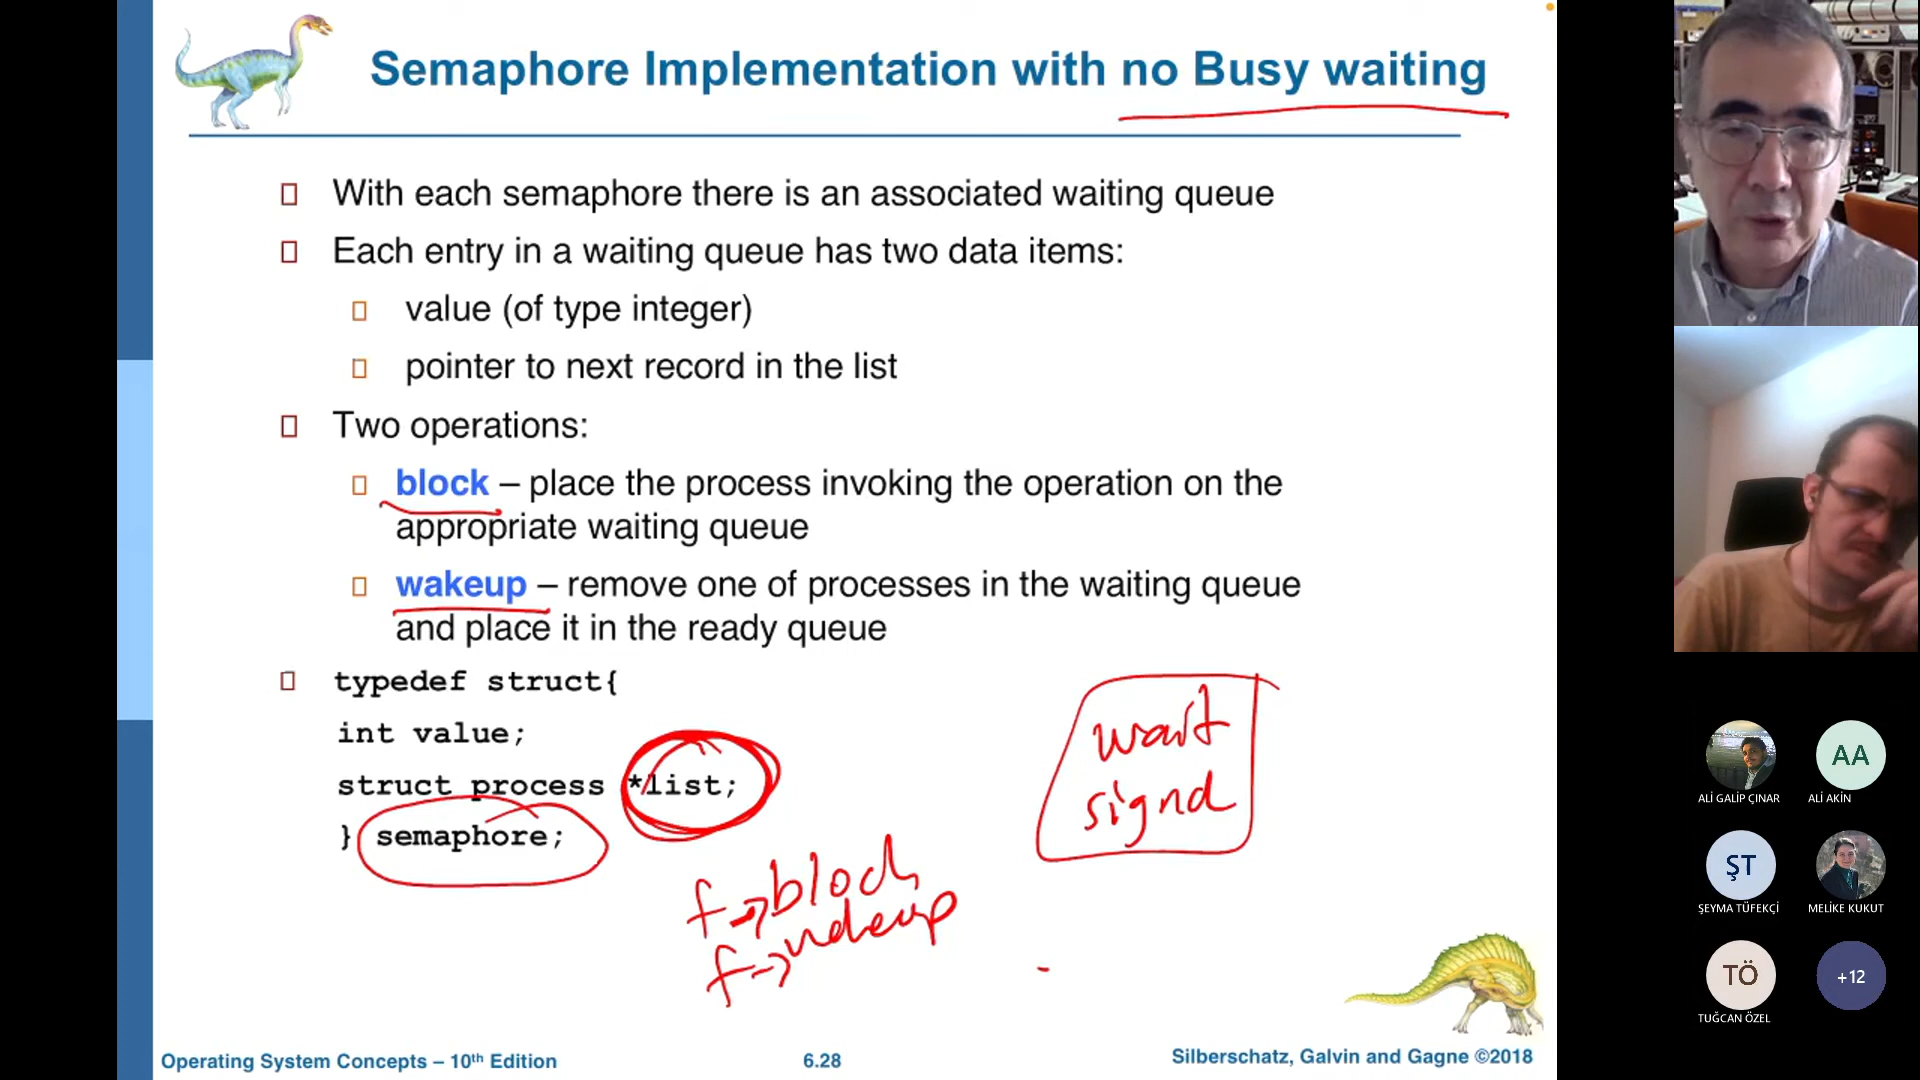 Semaphore Implementation with no Busy waiting
With each semaphore there is an associated waiting queue
Each entry in a waiting queue has two data items:
value (of type integer)
pointer to next record in the list
Two operations:
block – place the process invoking the operation on the
appropriate waiting queue
wakeup – remove one of processes in the waiting queue
and place it in the ready queue
typedef struct{
int value;
struct process *list;
} semaphore;
wait
signal
f->block
f->wakeup
Operating System Concepts – 10th Edition
6.28
Silberschatz, Galvin and Gagne ©2018
ALİ GALİP ÇINAR
AA
ALİ AKİN
ŞT
ŞEYMA TÜFEKÇİ
MELİKE KUKUT
TÖ
TUĞCAN ÖZEL
+12